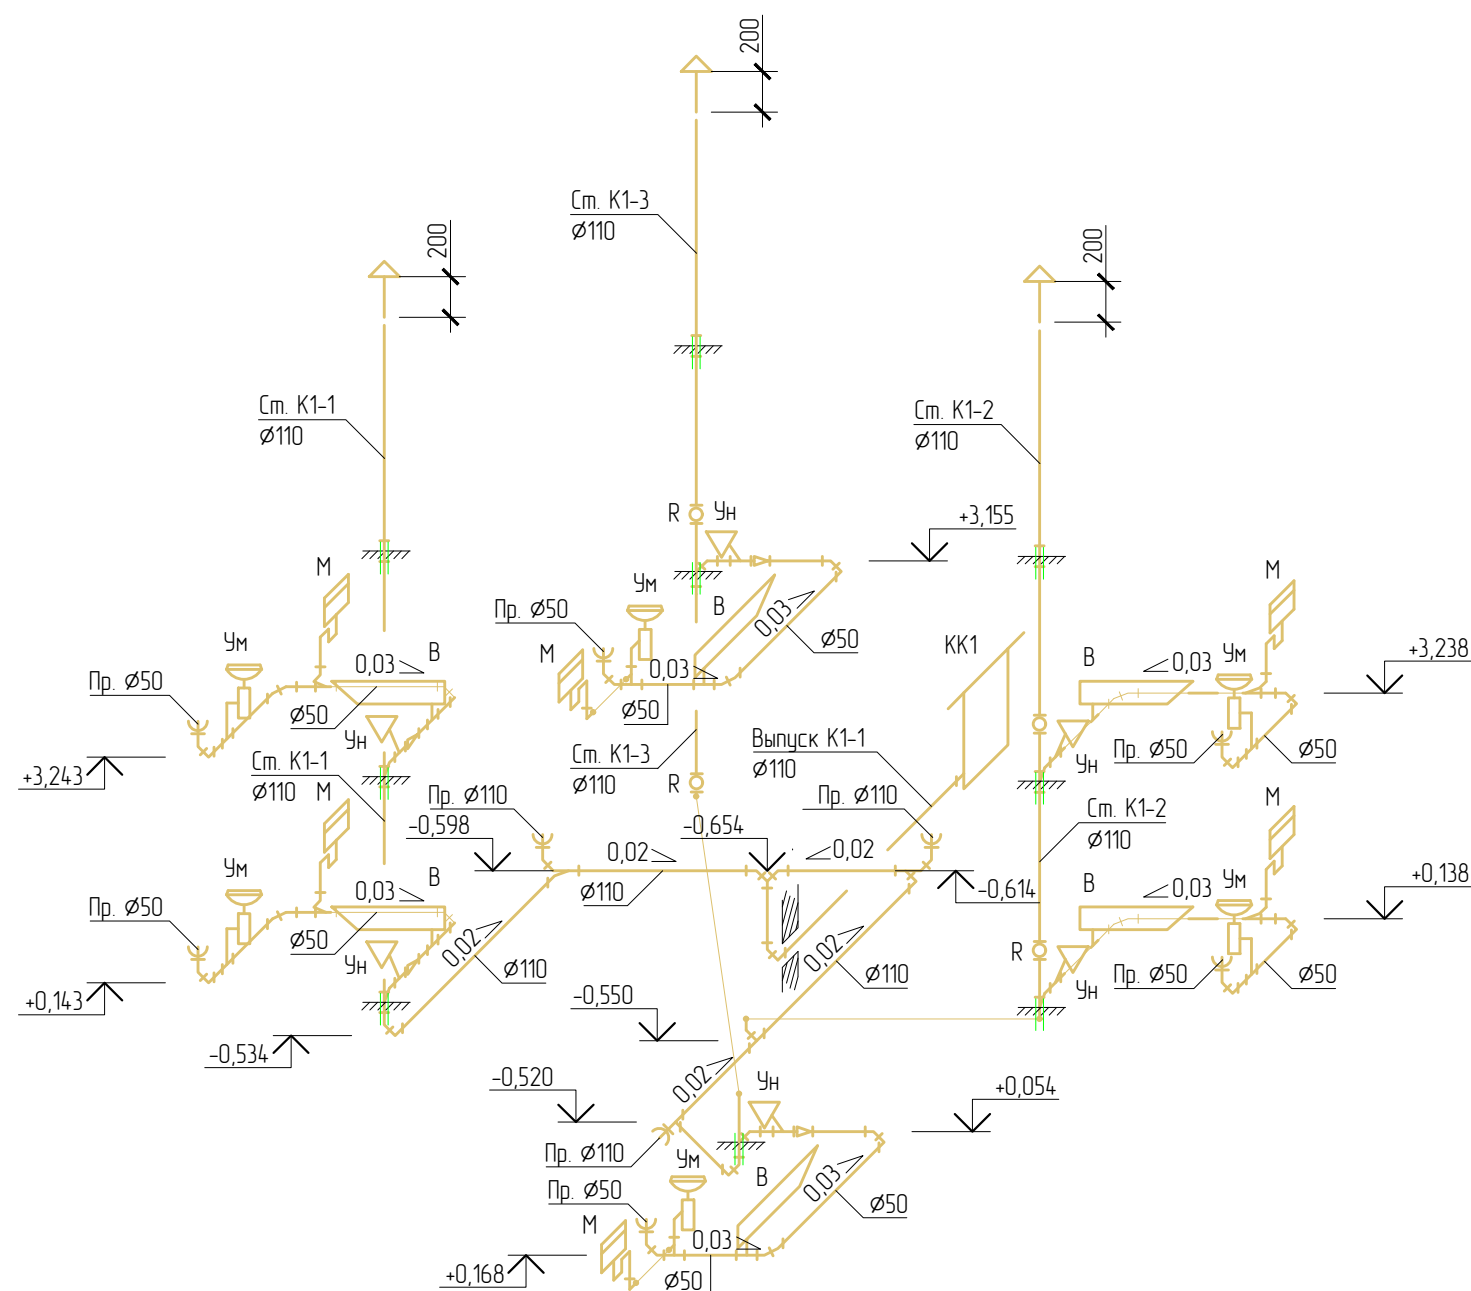 200
Ст. К1-3
Ø110
200
200
Ст. К1-1
Ø110
Ст. К1-2
Ø110
R
Ун
+3,155
М
Ум
Пр. Ø50
В
0,03
Ø50
М
0,03
Ø50
КК1
М
Ум
0,03
В
Пр. Ø50
Ø50
Ун
+3,243
В
0,03
Ум
+3,238
Пр. Ø50
Ø50
Ун
Ст. К1-1
Ø110
М
Ст. К1-3
Ø110
R
Выпуск К1-1
Ø110
Пр. Ø110
Пр. Ø110
Ст. К1-2
Ø110
М
-0,598
0,02
-0,654
0,02
Ø110
-0,614
Ум
0,03
В
Пр. Ø50
Ø50
Ун
+0,143
0,02
Ø110
0,02
Ø110
R
В
0,03
Ум
+0,138
Пр. Ø50
Ø50
Ун
-0,534
-0,550
-0,520
0,02
Ун
+0,054
Пр. Ø110
Ум
В
Пр. Ø50
0,03
Ø50
М
0,03
+0,168
Ø50